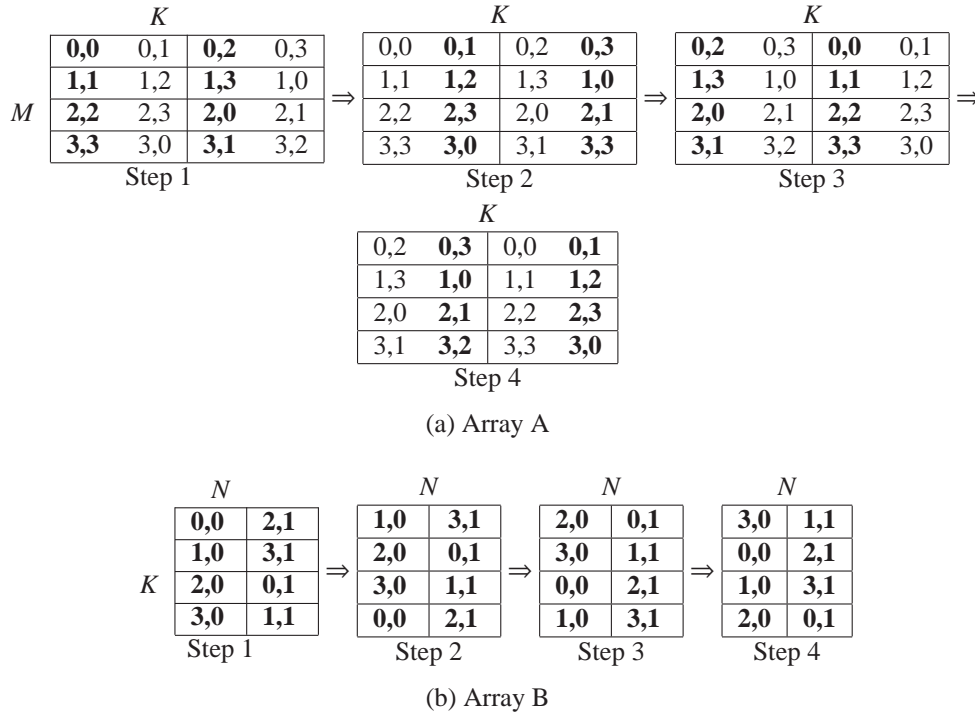 K K K
0,0 0,1 0,2 0,3 0,0 0,1 0,2 0,3 0,2 0,3 0,0 0,1
1,1 1,2 1,3 1,0 1,1 1,2 1,3 1,0 1,3 1,0 1,1 1,2
M 2,2 2,3 2,0 2,1 ⇒ 2,2 2,3 2,0 2,1 ⇒ 2,0 2,1 2,2 2,3 ⇒
3,3 3,0 3,1 3,2 3,3 3,0 3,1 3,3 3,1 3,2 3,3 3,0
Step 1 Step 2 Step 3
K
0,2 0,3 0,0 0,1
1,3 1,0 1,1 1,2
2,0 2,1 2,2 2,3
3,1 3,2 3,3 3,0
Step 4
(a) Array A
N N N N
0,0 2,1 1,0 3,1 2,0 0,1 3,0 1,1
1,0 3,1 2,0 0,1 3,0 1,1 0,0 2,1
K 2,0 0,1 ⇒ 3,0 1,1 ⇒ 0,0 2,1 ⇒ 1,0 3,1
3,0 1,1 0,0 2,1 1,0 3,1 2,0 0,1
Step 1 Step 2 Step 3 Step 4
(b) Array B